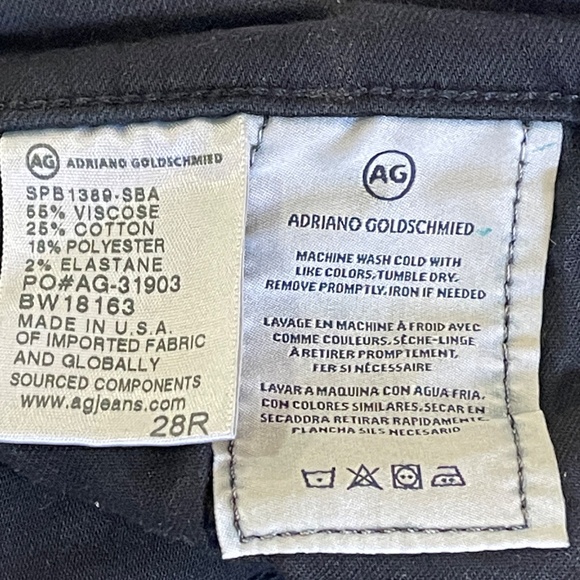 AG ADRIANO GOLDSCHMIED
SPB1389-SBA
55% VISCOSE
25% COTTON
18% POLYESTER
2% ELASTANE
PO#AG-31903
BW18163
MADE IN U.S.A.
OF IMPORTED FABRIC
AND GLOBALLY
SOURCED COMPONENTS
www.agjeans.com
28R
AG
ADRIANO GOLDSCHMIED
MACHINE WASH COLD WITH
LIKE COLORS, TUMBLE DRY,
REMOVE PROMPTLY, IRON IF NEEDED
LAVAGE EN MACHINE À FROID AVEC
COMME COULEURS, SÈCHE-LINGE
À RETIRER PROMPTEMENT,
FER SI NÉCESSAIRE
LAVAR A MAQUINA CON AGUA FRIA,
CON COLORES SIMILARES, SECAR EN
SECADORA RETIRAR RAPIDAMENTE
PLANCHA SIES NECESARIO